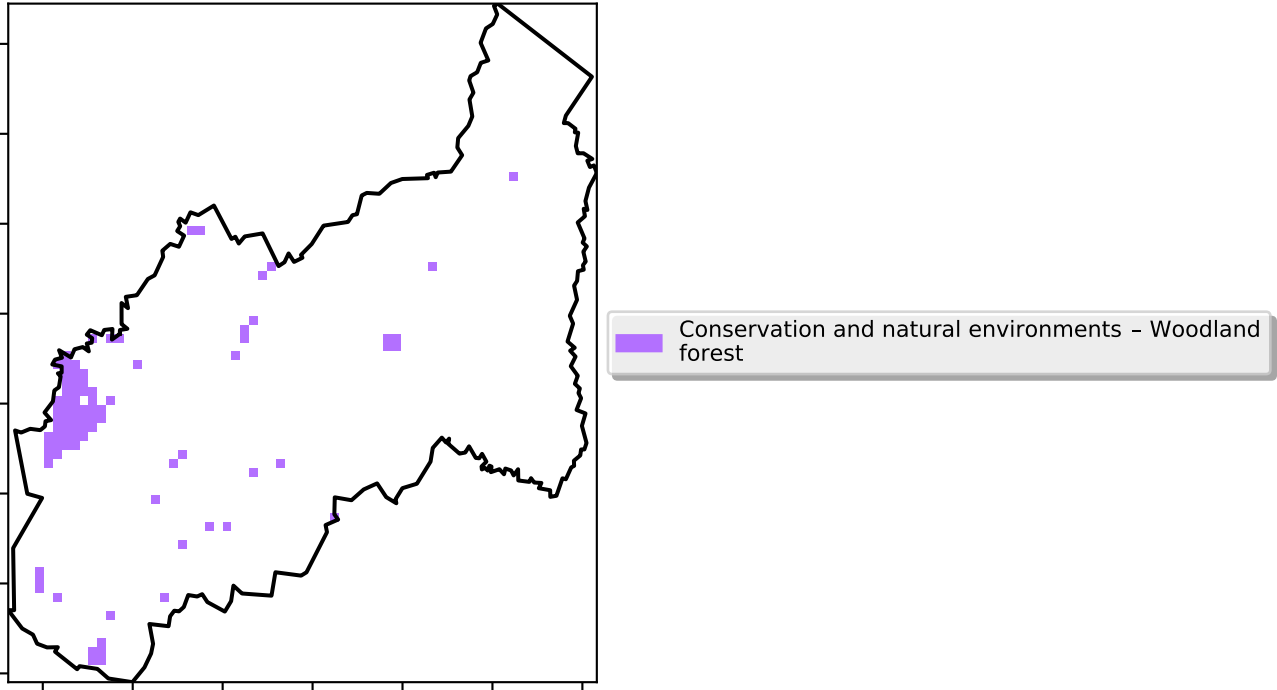 Conservation and natural environments – Woodland
forest